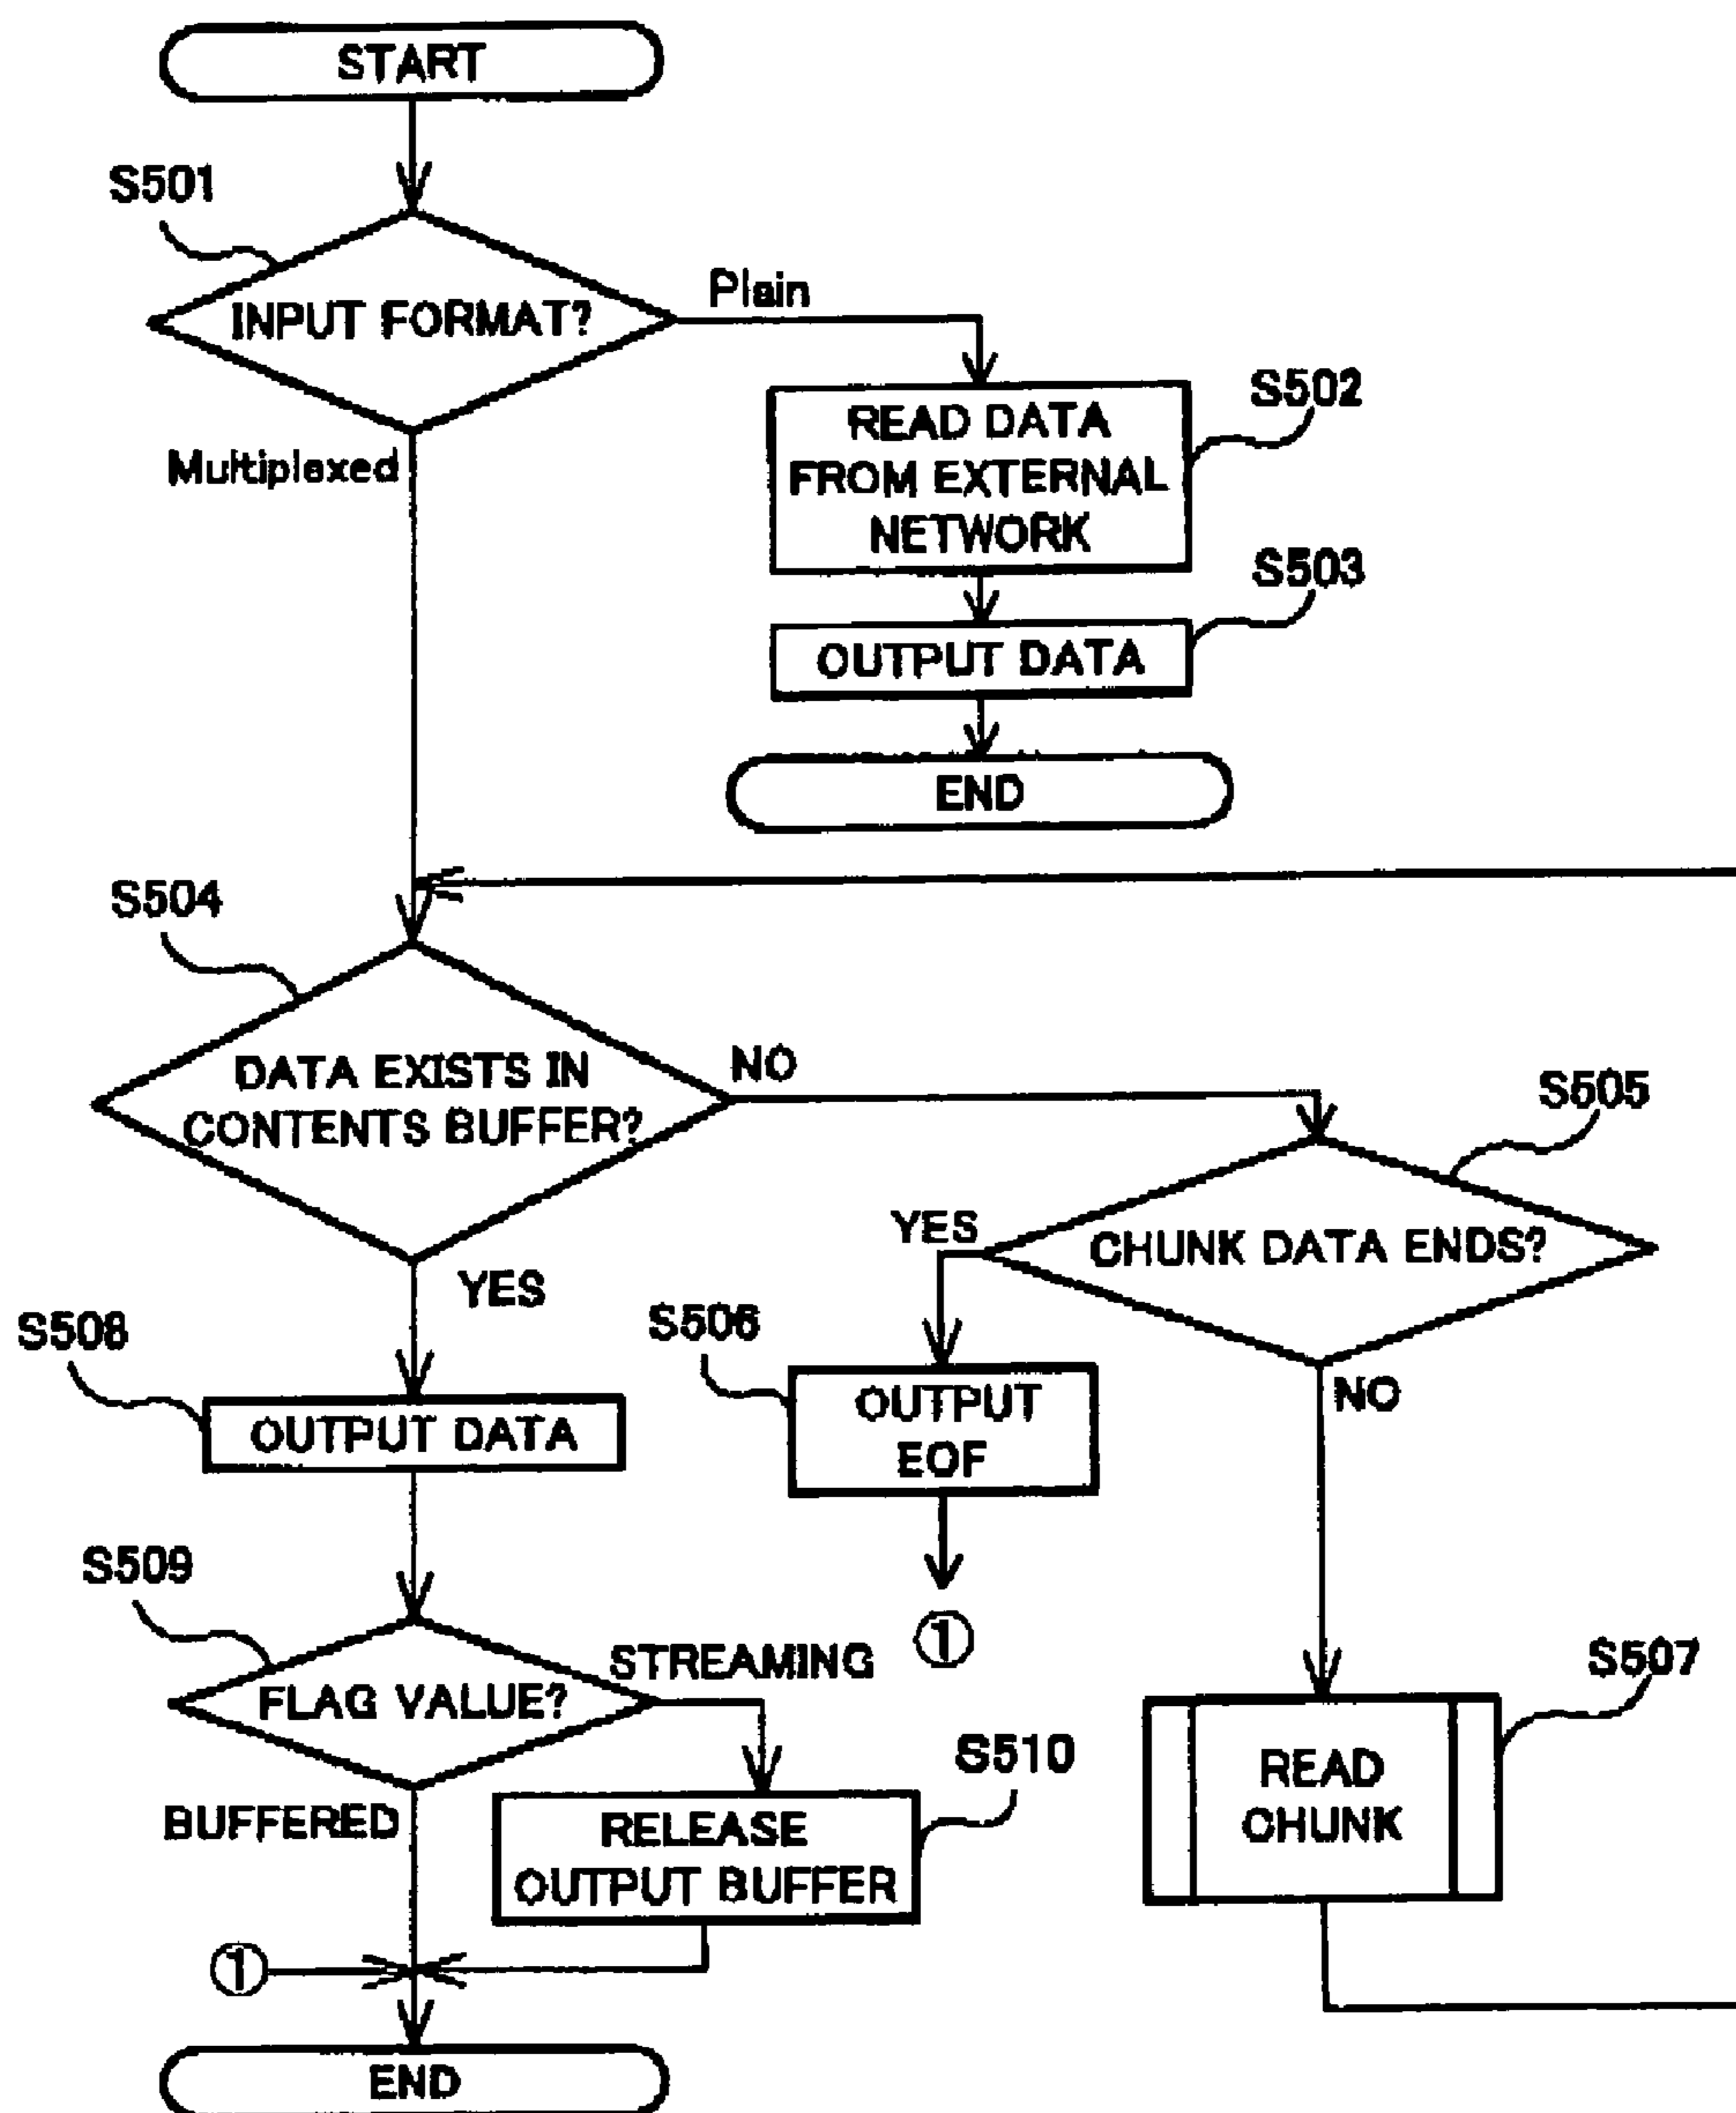 START
S501
INPUT FORMAT?
Plain
Multiplexed
S502
READ DATA
FROM EXTERNAL
NETWORK
S503
OUTPUT DATA
END
S504
DATA EXISTS IN
CONTENTS BUFFER?
NO
YES
S505
CHUNK DATA ENDS?
YES
NO
S506
OUTPUT
EOF
①
S507
READ
CHUNK
S508
OUTPUT DATA
S509
FLAG VALUE?
STREAMING
BUFFERED
S510
RELEASE
OUTPUT BUFFER
①
END